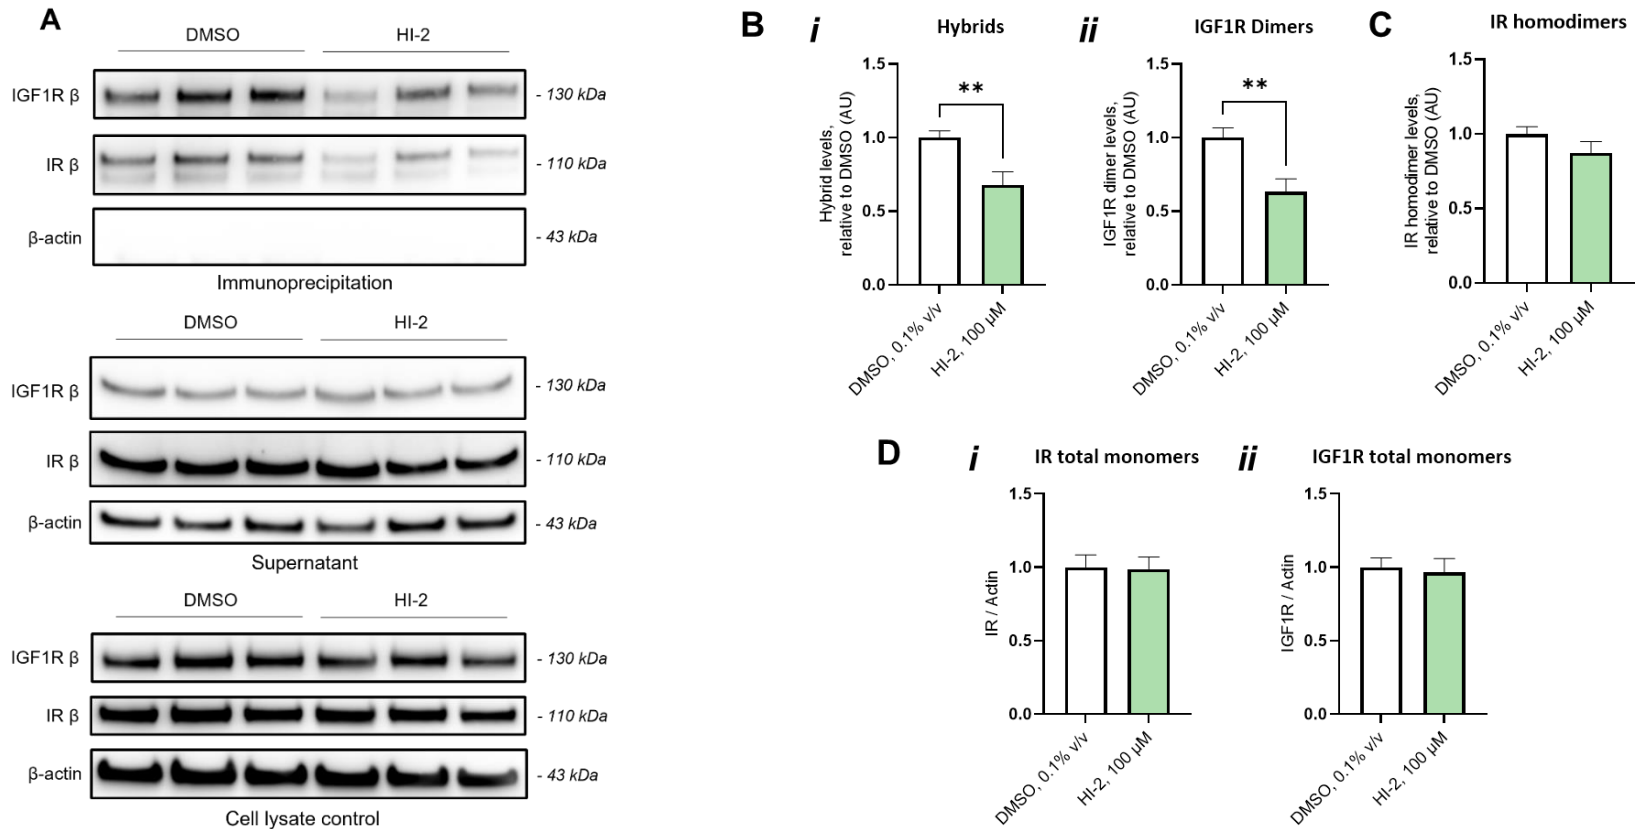 A
DMSO HI-2
IGF1R β - 130 kDa
IR β - 110 kDa
β-actin - 43 kDa
Immunoprecipitation
DMSO HI-2
IGF1R β - 130 kDa
IR β - 110 kDa
β-actin - 43 kDa
Supernatant
DMSO HI-2
IGF1R β - 130 kDa
IR β - 110 kDa
β-actin - 43 kDa
Cell lysate control
B
i
Hybrids
Hybrid levels,
relative to DMSO (AU)
1.5
1.0
0.5
0.0
**
DMSO, 0.1% v/v
HI-2, 100 µM
ii
IGF1R Dimers
IGF1R dimer levels,
relative to DMSO (AU)
1.5
1.0
0.5
0.0
**
DMSO, 0.1% v/v
HI-2, 100 µM
C
IR homodimers
IR homodimer levels,
relative to DMSO (AU)
1.5
1.0
0.5
0.0
DMSO, 0.1% v/v
HI-2, 100 µM
D
i
IR total monomers
IR / Actin
1.5
1.0
0.5
0.0
DMSO, 0.1% v/v
HI-2, 100 µM
ii
IGF1R total monomers
IGF1R / Actin
1.5
1.0
0.5
0.0
DMSO, 0.1% v/v
HI-2, 100 µM